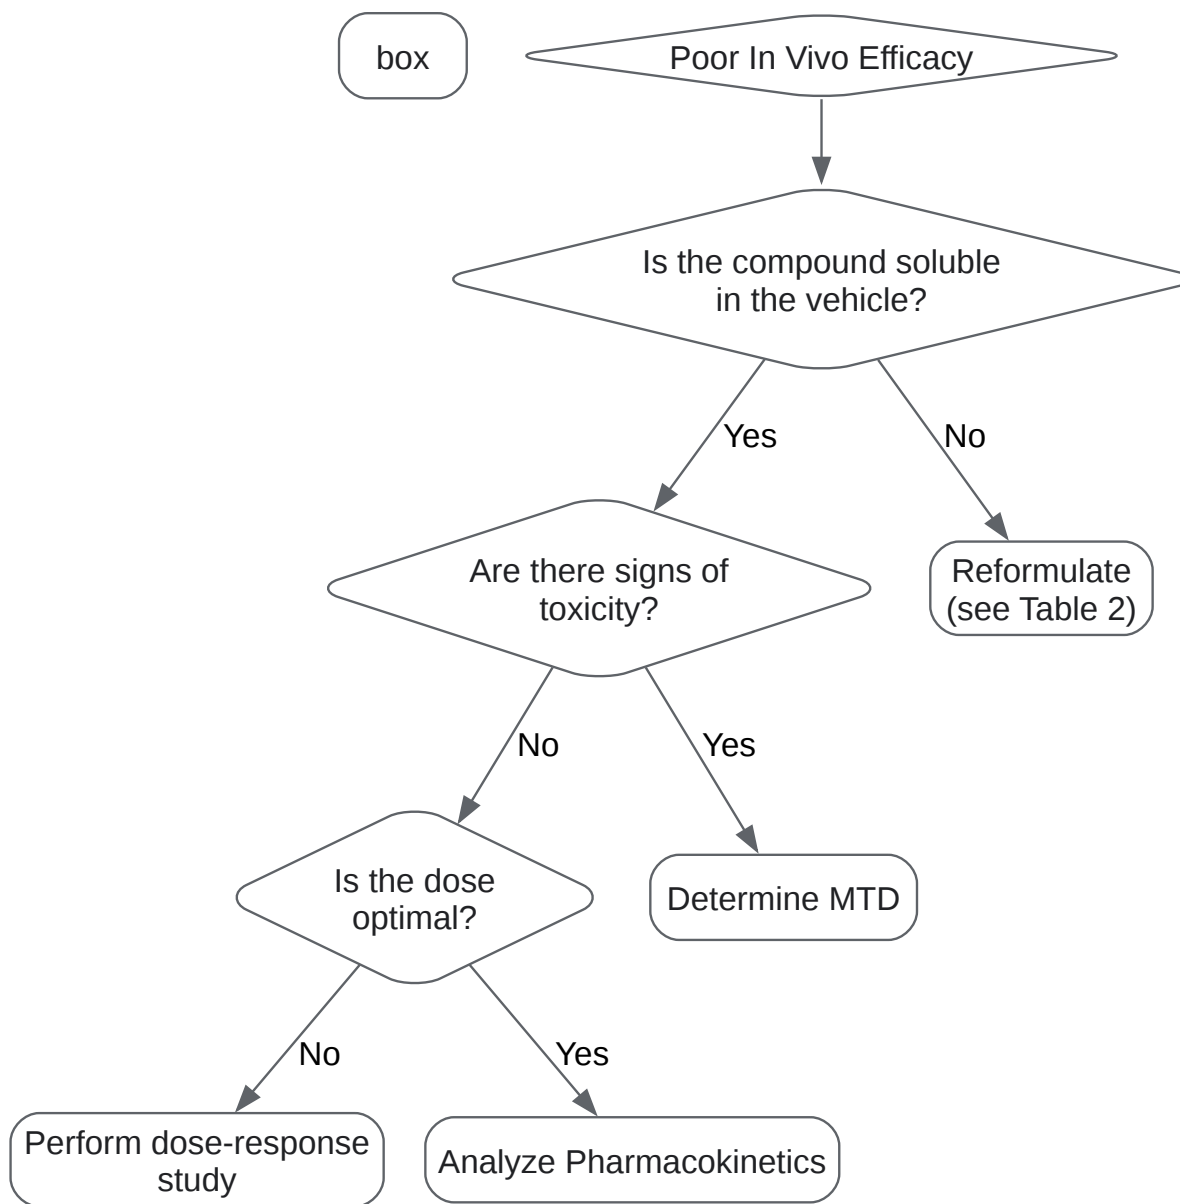 box
Poor In Vivo Efficacy
Is the compound soluble
in the vehicle?
Yes
No
Are there signs of
toxicity?
Reformulate
(see Table 2)
No
Yes
Is the dose
optimal?
Determine MTD
No
Yes
Perform dose-response
study
Analyze Pharmacokinetics